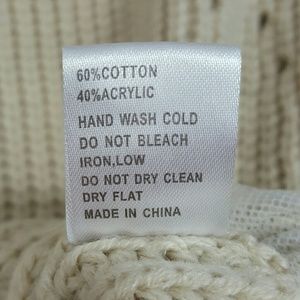 60%COTTON
40%ACRYLIC
HAND WASH COLD
DO NOT BLEACH
IRON,LOW
DO NOT DRY CLEAN
DRY FLAT
MADE IN CHINA